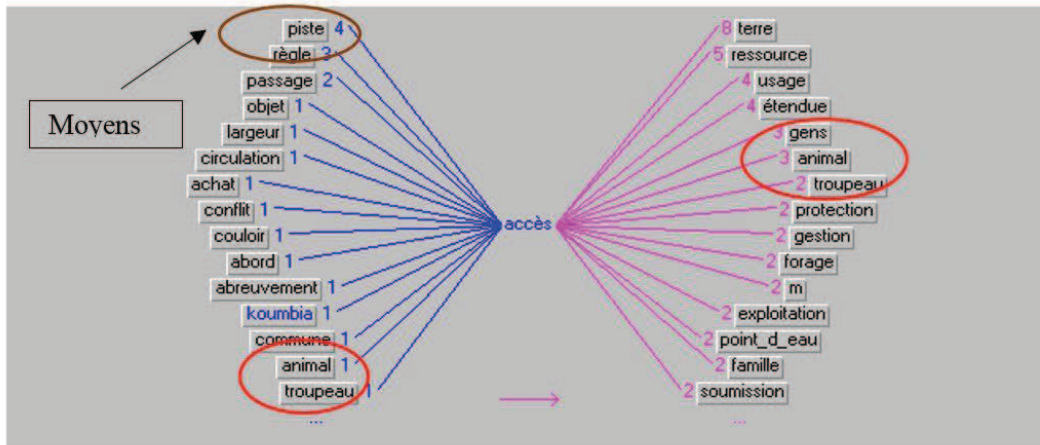 Moyens
piste 4
règle 3
passage 2
objet 1
largeur 1
circulation 1
achat 1
conflit 1
couloir 1
abord 1
abreuvement 1
koumbia 1
commune 1
animal 1
troupeau 1
...
accès
8 terre
5 ressource
4 usage
4 étendue
3 gens
3 animal
2 troupeau
2 protection
2 gestion
2 forage
2 m
2 exploitation
2 point_d_eau
2 famille
2 soumission
...